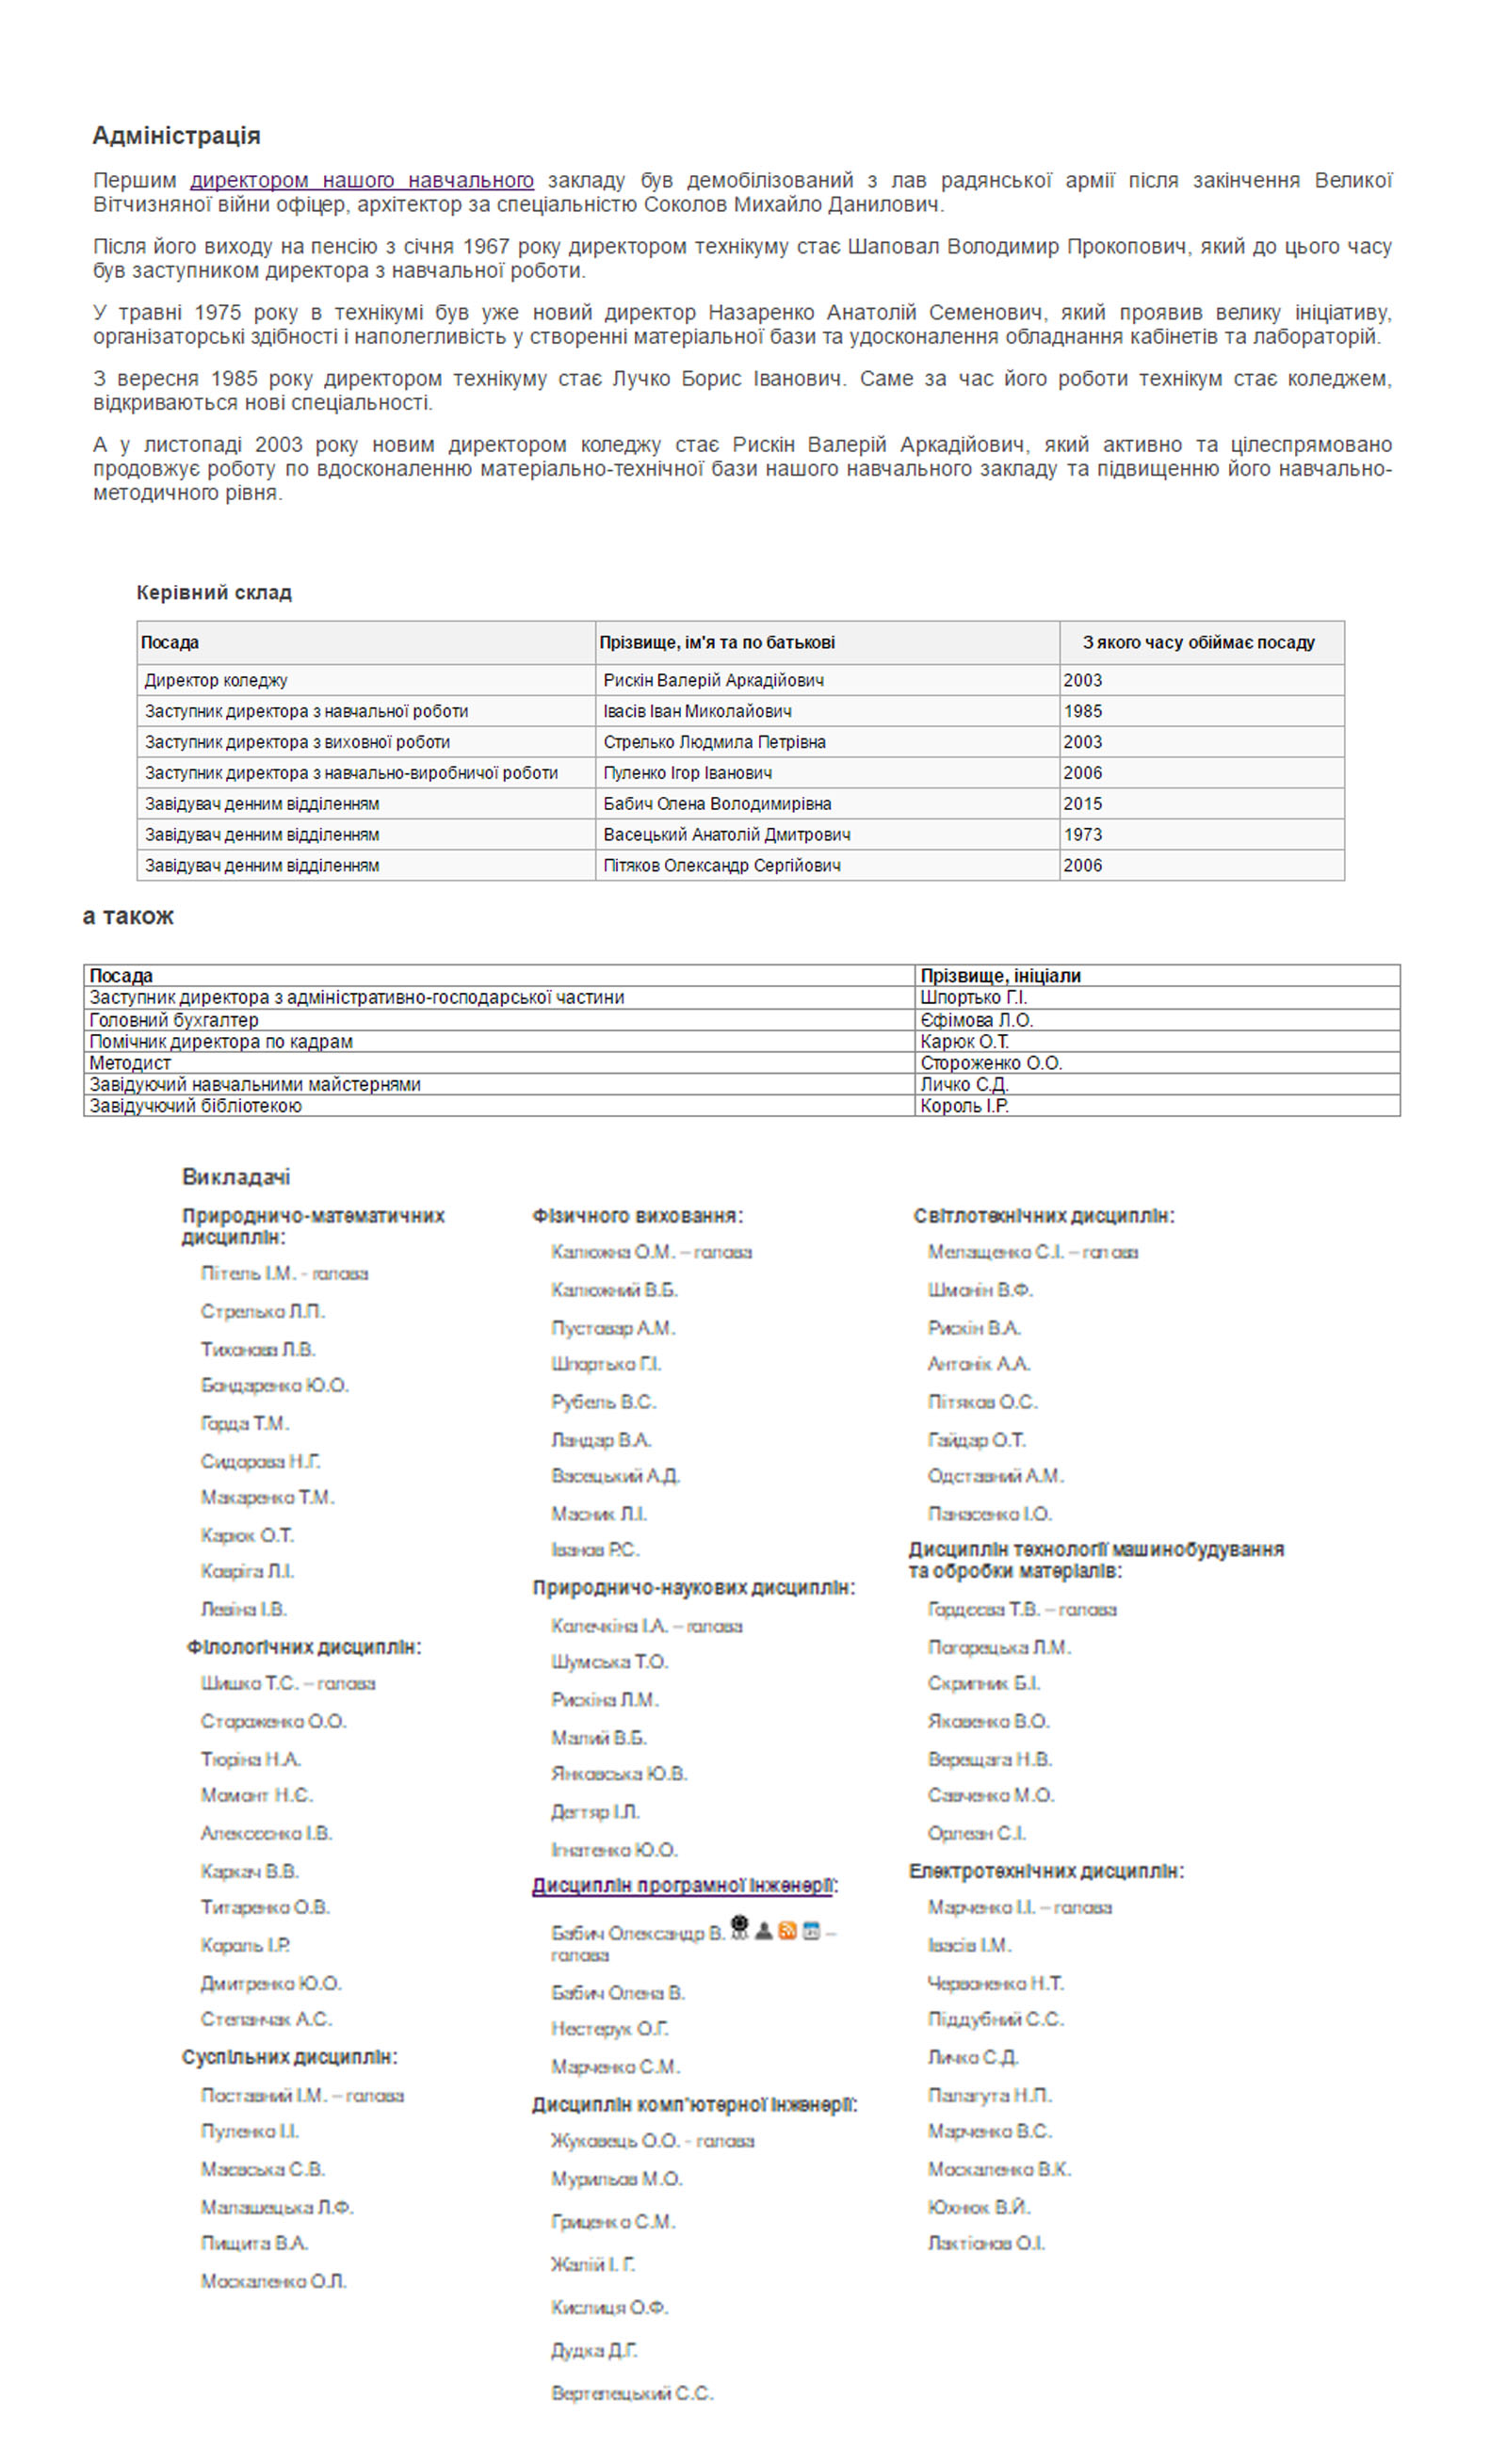 Адміністрація
Першим директором нашого навчального закладу був демобілізований з лав радянської армії після закінчення Великої
Вітчизняної війни офіцер, архітектор за спеціальністю Соколов Михайло Данилович.
Після його виходу на пенсію з січня 1967 року директором технікуму стає Шаповал Володимир Прокопович, який до цього часу
був заступником директора з навчальної роботи.
У травні 1975 року в технікумі був уже новий директор Назаренко Анатолій Семенович, який проявив велику ініціативу,
організаторські здібності і наполегливість у створенні матеріальної бази та удосконалення обладнання кабінетів та лабораторій.
З вересня 1985 року директором технікуму стає Лучко Борис Іванович. Саме за час його роботи технікум стає коледжем,
відкриваються нові спеціальності.
А у листопаді 2003 року новим директором коледжу стає Рискін Валерій Аркадійович, який активно та цілеспрямовано
продовжує роботу по вдосконаленню матеріально-технічної бази нашого навчального закладу та підвищенню його навчально-
методичного рівня.
Керівний склад
Посада Прізвище, ім'я та по батькові З якого часу обіймає посаду
Директор коледжу Рискін Валерій Аркадійович 2003
Заступник директора з навчальної роботи Івасів Іван Миколайович 1985
Заступник директора з виховної роботи Стрелько Людмила Петрівна 2003
Заступник директора з навчально-виробничої роботи Пуленко Ігор Іванович 2006
Завідувач денним відділенням Бабич Олена Володимирівна 2015
Завідувач денним відділенням Васецький Анатолій Дмитрович 1973
Завідувач денним відділенням Пітяков Олександр Сергійович 2006
а також
Посада Прізвище, ініціали
Заступник директора з адміністративно-господарської частини Шпортько Г.І.
Головний бухгалтер Єфімова Л.О.
Помічник директора по кадрам Карюк О.Т.
Методист Стороженко О.О.
Завідуючий навчальними майстернями Личко С.Д.
Завідучючий бібліотекою Король І.Р.
Викладачі
Природничо-математичних
дисциплін:
Пітель І.М. - голова
Стрелько Л.П.
Тихонова Л.В.
Бондаренко Ю.О.
Горда Т.М.
Сидорова Н.Г.
Макаренко Т.М.
Карюк О.Т.
Ковріга Л.І.
Левіна І.В.
Філологічних дисциплін:
Шишко Т.С. – голова
Стороженко О.О.
Тюріна Н.А.
Момонт Н.Є.
Алексєєнко І.В.
Каркач В.В.
Титаренко О.В.
Король І.Р.
Дмитренко Ю.О.
Степанчак А.С.
Суспільних дисциплін:
Поставний І.М. – голова
Пуленко І.І.
Маєвська С.В.
Малашецька Л.Ф.
Пищита В.А.
Москаленко О.Л.
Фізичного виховання:
Калюжна О.М. – голова
Калюжний В.Б.
Пустовар А.М.
Шпортько Г.І.
Рубель В.С.
Ландар В.А.
Васецький А.Д.
Масник Л.І.
Іванов Р.С.
Природничо-наукових дисциплін:
Колечкіна І.А. – голова
Шумська Т.О.
Рискіна Л.М.
Малий В.Б.
Янковська Ю.В.
Дегтяр І.Л.
Ігнатенко Ю.О.
Дисциплін програмної інженерії:
Бабич Олександр В. –
голова
Бабич Олена В.
Нестерук О.Г.
Марченко С.М.
Дисциплін комп'ютерної інженерії:
Жуковець О.О. - голова
Мурильов М.О.
Гриценко С.М.
Жалій І. Г.
Кислиця О.Ф.
Дудка Д.Г.
Вертелецький С.С.
Світлотехнічних дисциплін:
Мелащенко С.І. – голова
Шмонін В.Ф.
Рискін В.А.
Антонік А.А.
Пітяков О.С.
Гайдар О.Т.
Одставний А.М.
Панасенко І.О.
Дисциплін технології машинобудування
та обробки матеріалів:
Гордєєва Т.В. – голова
Погорецька Л.М.
Скрипник Б.І.
Яковенко В.О.
Верещага Н.В.
Савченко М.О.
Орлеан С.І.
Електротехнічних дисциплін:
Марченко І.І. – голова
Івасів І.М.
Червоненко Н.Т.
Піддубний С.С.
Личко С.Д.
Палагута Н.П.
Марченко В.С.
Москаленко В.К.
Юхнюк В.Й.
Лактіонов О.І.